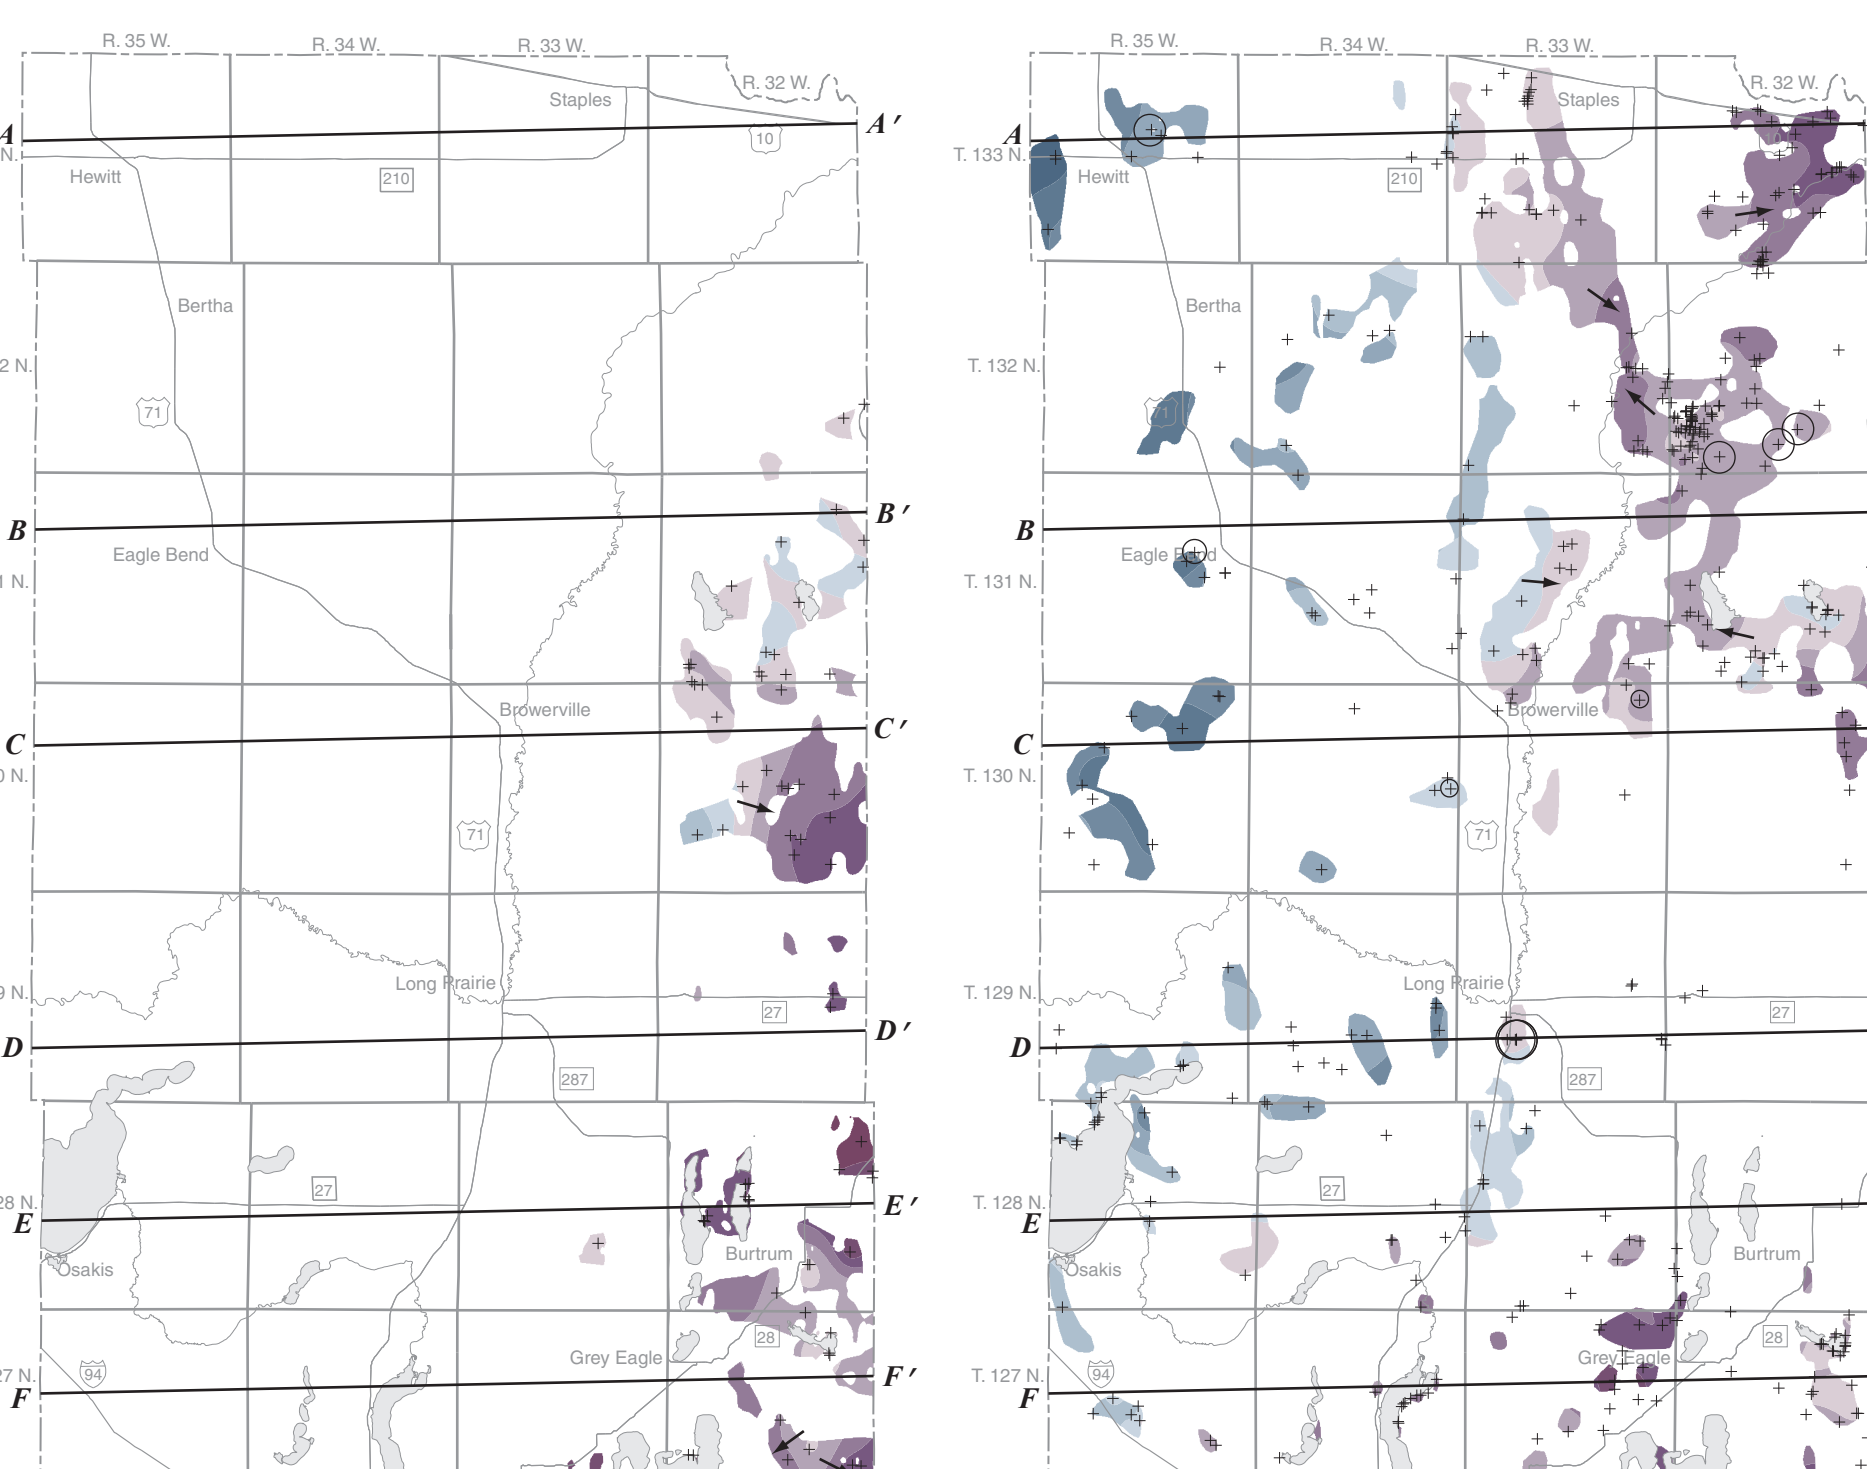 R. 35 W.
R. 34 W.
R. 33 W.
R. 32 W.
Staples
A
A′
10
N.
Hewitt
210
Bertha
2 N.
71
B
B′
Eagle Bend
1 N.
Browerville
C
C′
0 N.
71
Long Prairie
9 N.
27
D
D′
287
27
28 N.
E
E′
Burtrum
Osakis
28
Grey Eagle
27 N.
94
F
F′
R. 35 W.
R. 34 W.
R. 33 W.
R. 32 W.
Staples
A
10
T. 133 N.
Hewitt
210
Bertha
T. 132 N.
71
B
Eagle Bend
T. 131 N.
Browerville
C
T. 130 N.
71
Long Prairie
T. 129 N.
27
D
287
27
T. 128 N.
E
Burtrum
Osakis
28
Grey Eagle
T. 127 N.
94
F